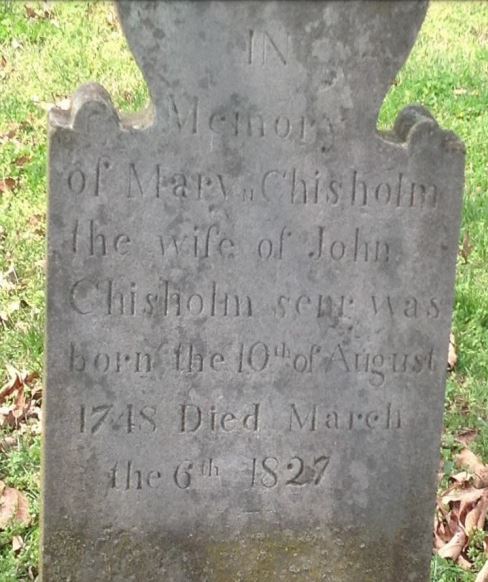 IN
Memory
of Mary N Chisholm
the wife of John
Chisholm senr was
born the 10th of August
1748 Died March
the 6th 1827